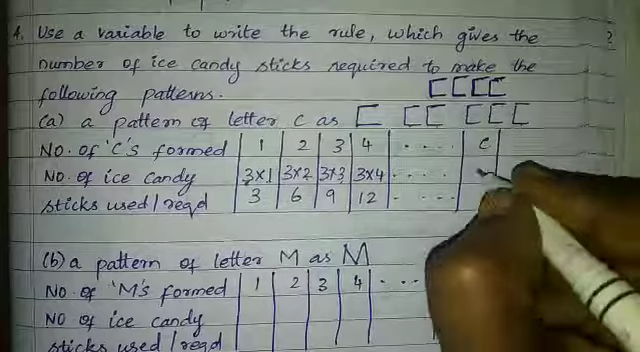 4. Use a variable to write the rule, which gives the ?
number of ice candy sticks required to make the
following patterns.
(a) a pattern of letter C as
No. of 'C's formed 1 2 3 4 .... C
No. of ice candy 3×1 3×2 3×3 3×4 ....
sticks used/reqd 3 6 9 12 ....
(b) a pattern of letter M as M
No. of 'M's formed 1 2 3 4 ...
No of ice candy
sticks used/reqd